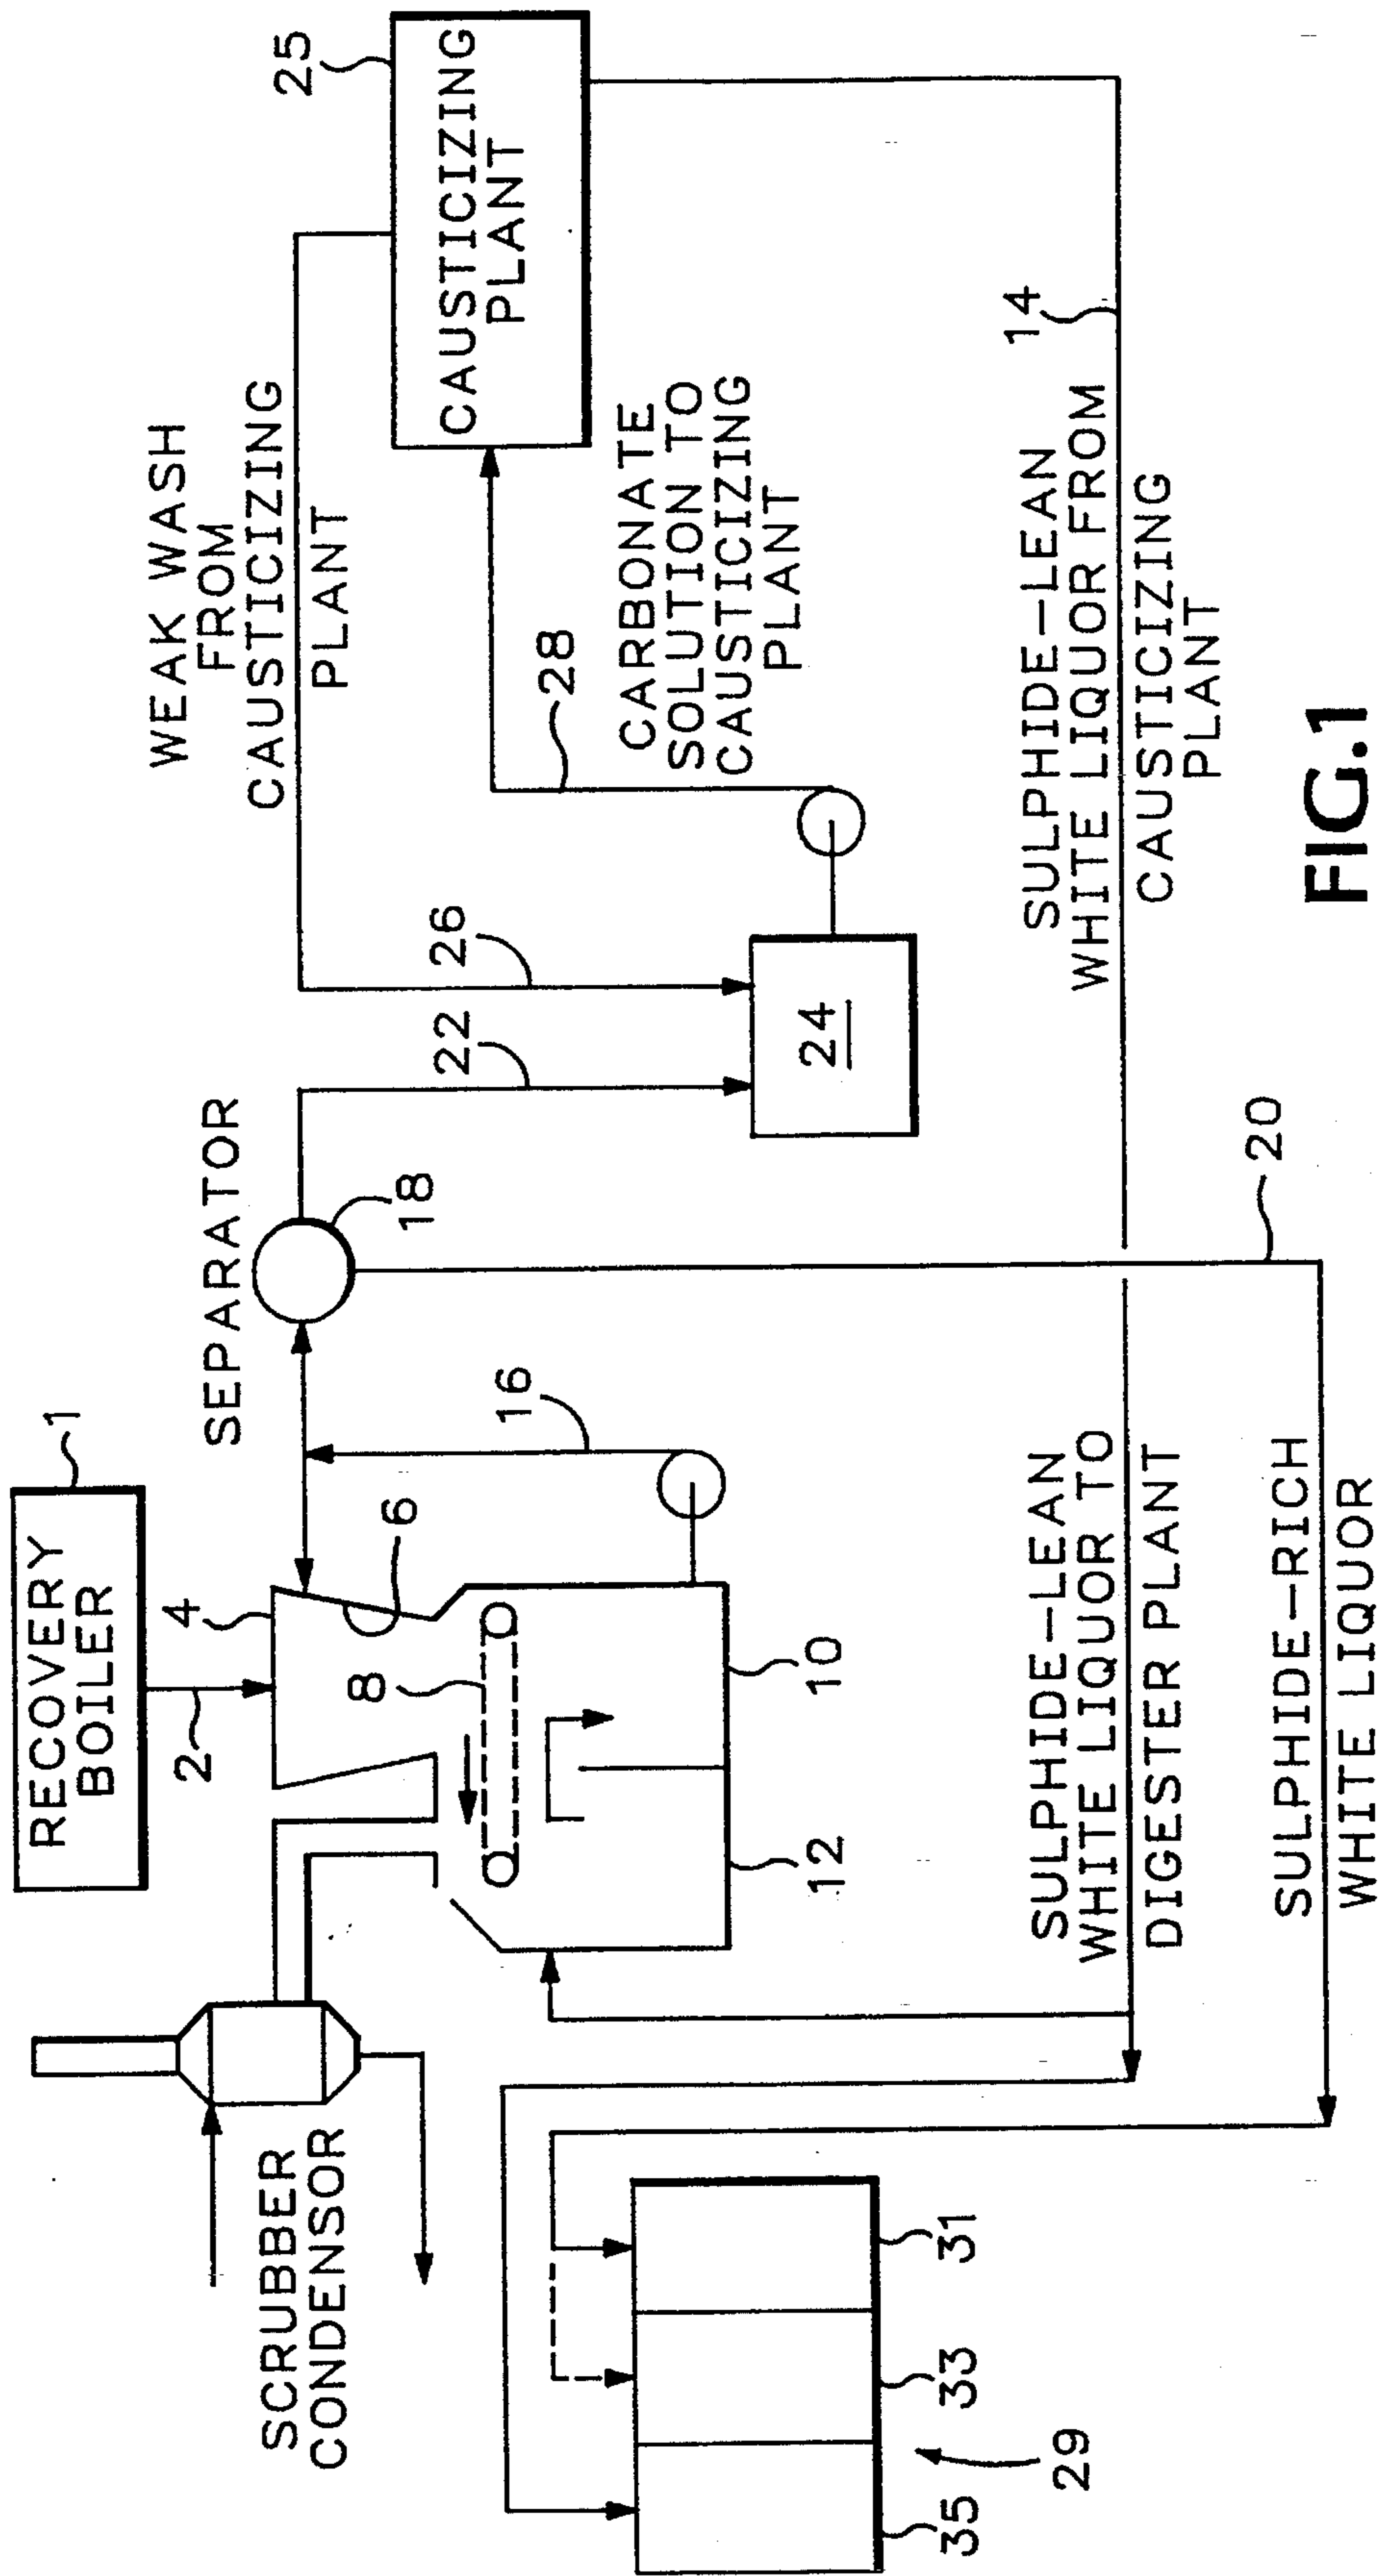 RECOVERY
BOILER
1
2
4
6
8
10
12
16
SCRUBBER
CONDENSOR
SEPARATOR
18
22
26
24
20
WEAK WASH
FROM
CAUSTICIZING
PLANT
25
CAUSTICIZING
PLANT
28
CARBONATE
SOLUTION TO
CAUSTICIZING
PLANT
14
SULPHIDE-LEAN
WHITE LIQUOR FROM
CAUSTICIZING
PLANT
SULPHIDE-LEAN
WHITE LIQUOR TO
DIGESTER PLANT
SULPHIDE-RICH
WHITE LIQUOR
31
33
35
29
FIG.1